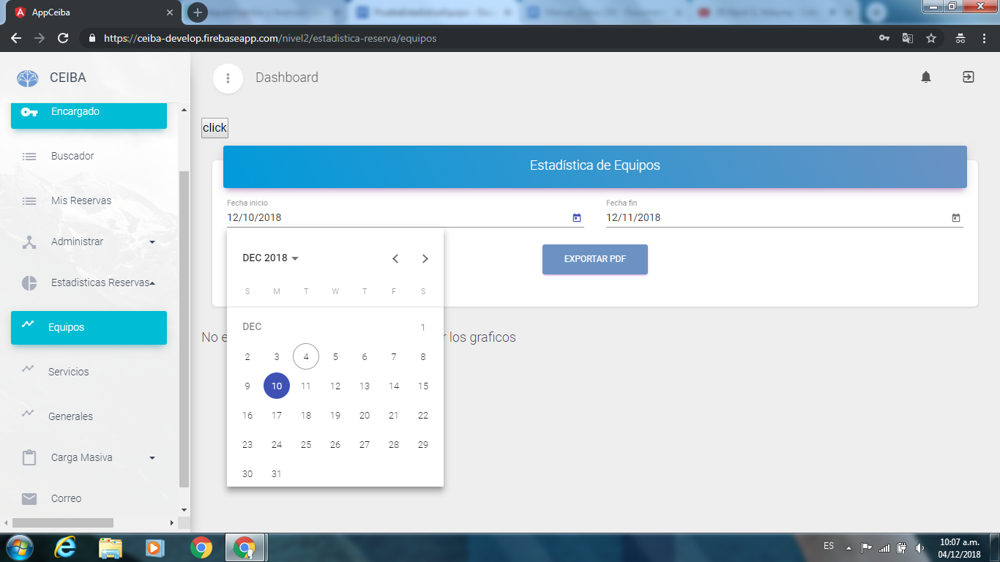 AppCeiba
https://ceiba-develop.firebaseapp.com/nivel2/estadistica-reserva/equipos
CEIBA
Dashboard
Encargado
Buscador
Mis Reservas
Administrar
Estadisticas Reservas
Equipos
Servicios
Generales
Carga Masiva
Correo
click
Estadística de Equipos
Fecha inicio
12/10/2018
Fecha fin
12/11/2018
EXPORTAR PDF
DEC 2018
S M T W T F S
DEC 1
2 3 4 5 6 7 8
9 10 11 12 13 14 15
16 17 18 19 20 21 22
23 24 25 26 27 28 29
30 31
No los graficos
ES
10:07 a.m.
04/12/2018